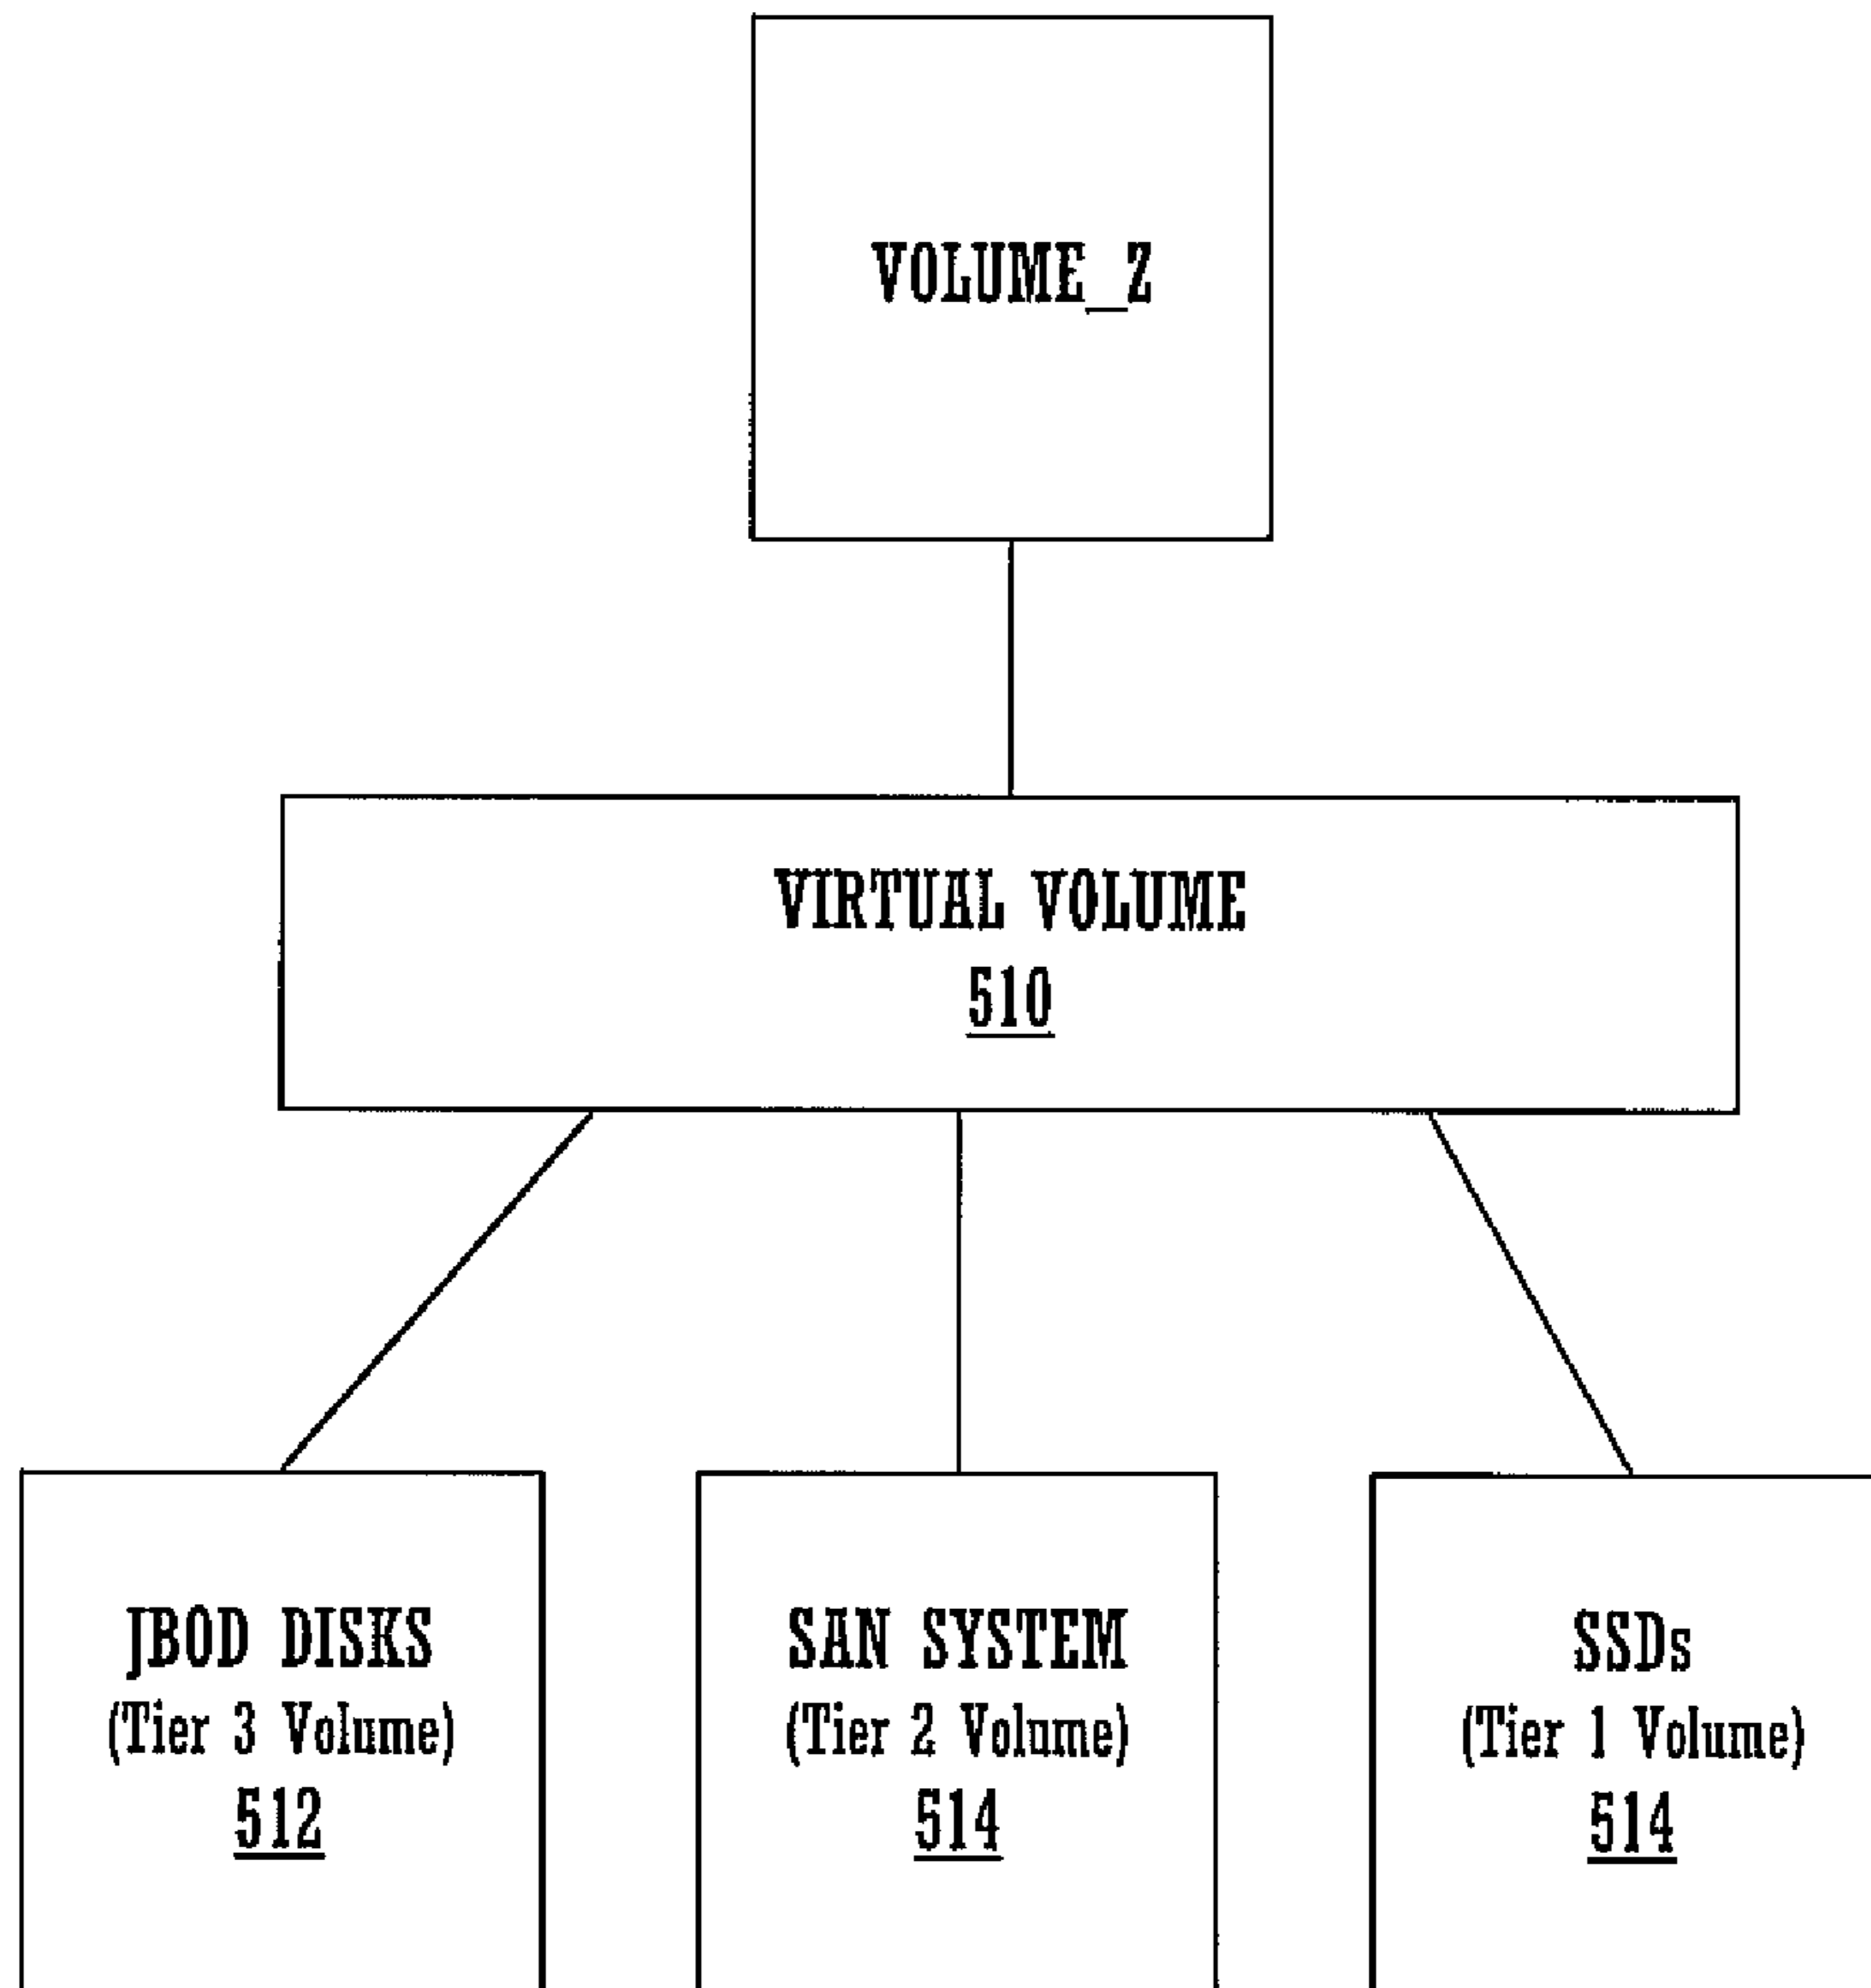 VOLUME_Z
VIRTUAL VOLUME
510
JBOD DISKS
(Tier 3 Volume)
512
SAN SYSTEM
(Tier 2 Volume)
514
SSDs
(Tier 1 Volume)
514